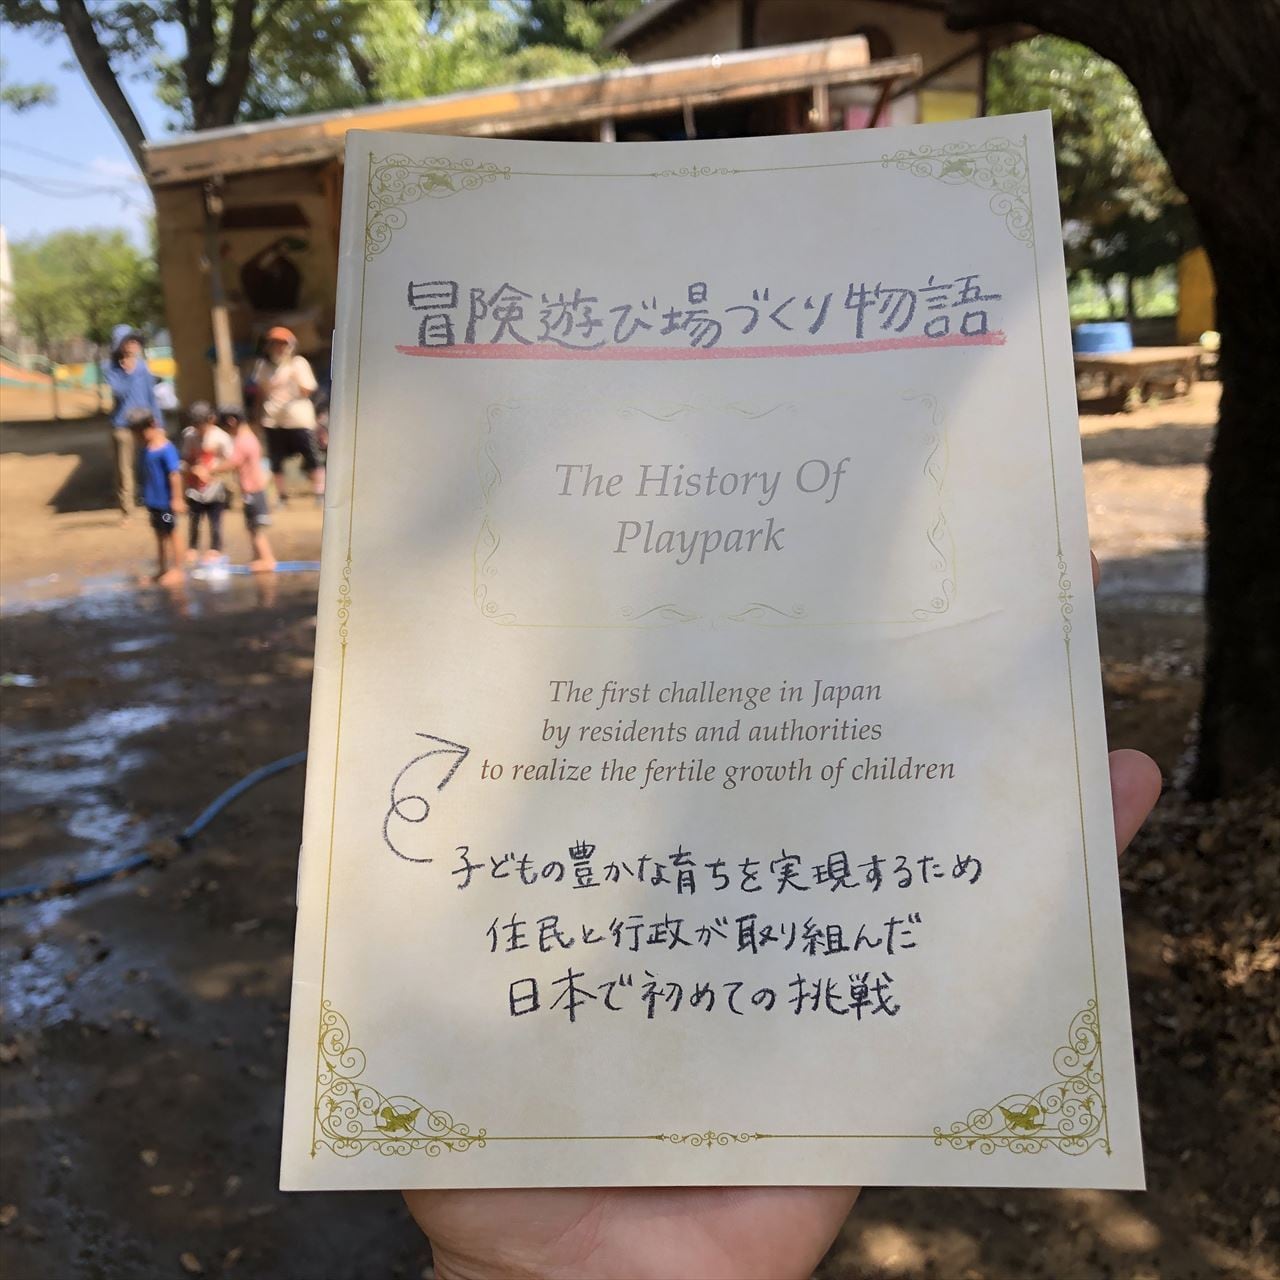 冒険遊び場づくり物語
The History Of
Playpark
The first challenge in Japan
by residents and authorities
to realize the fertile growth of children
子どもの豊かな育ちを実現するため
住民と行政が取り組んだ
日本で初めての挑戦